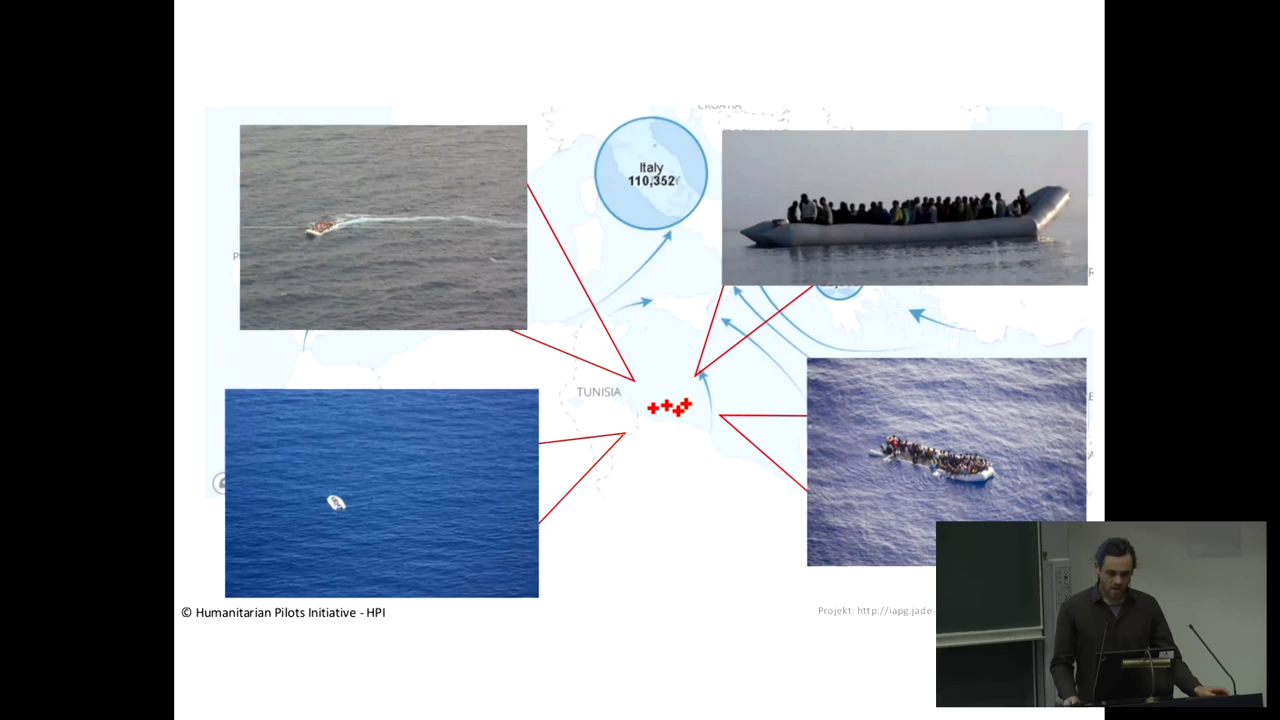 Italy
110,352
TUNISIA
© Humanitarian Pilots Initiative - HPI
Projekt: http://iapg.jade-